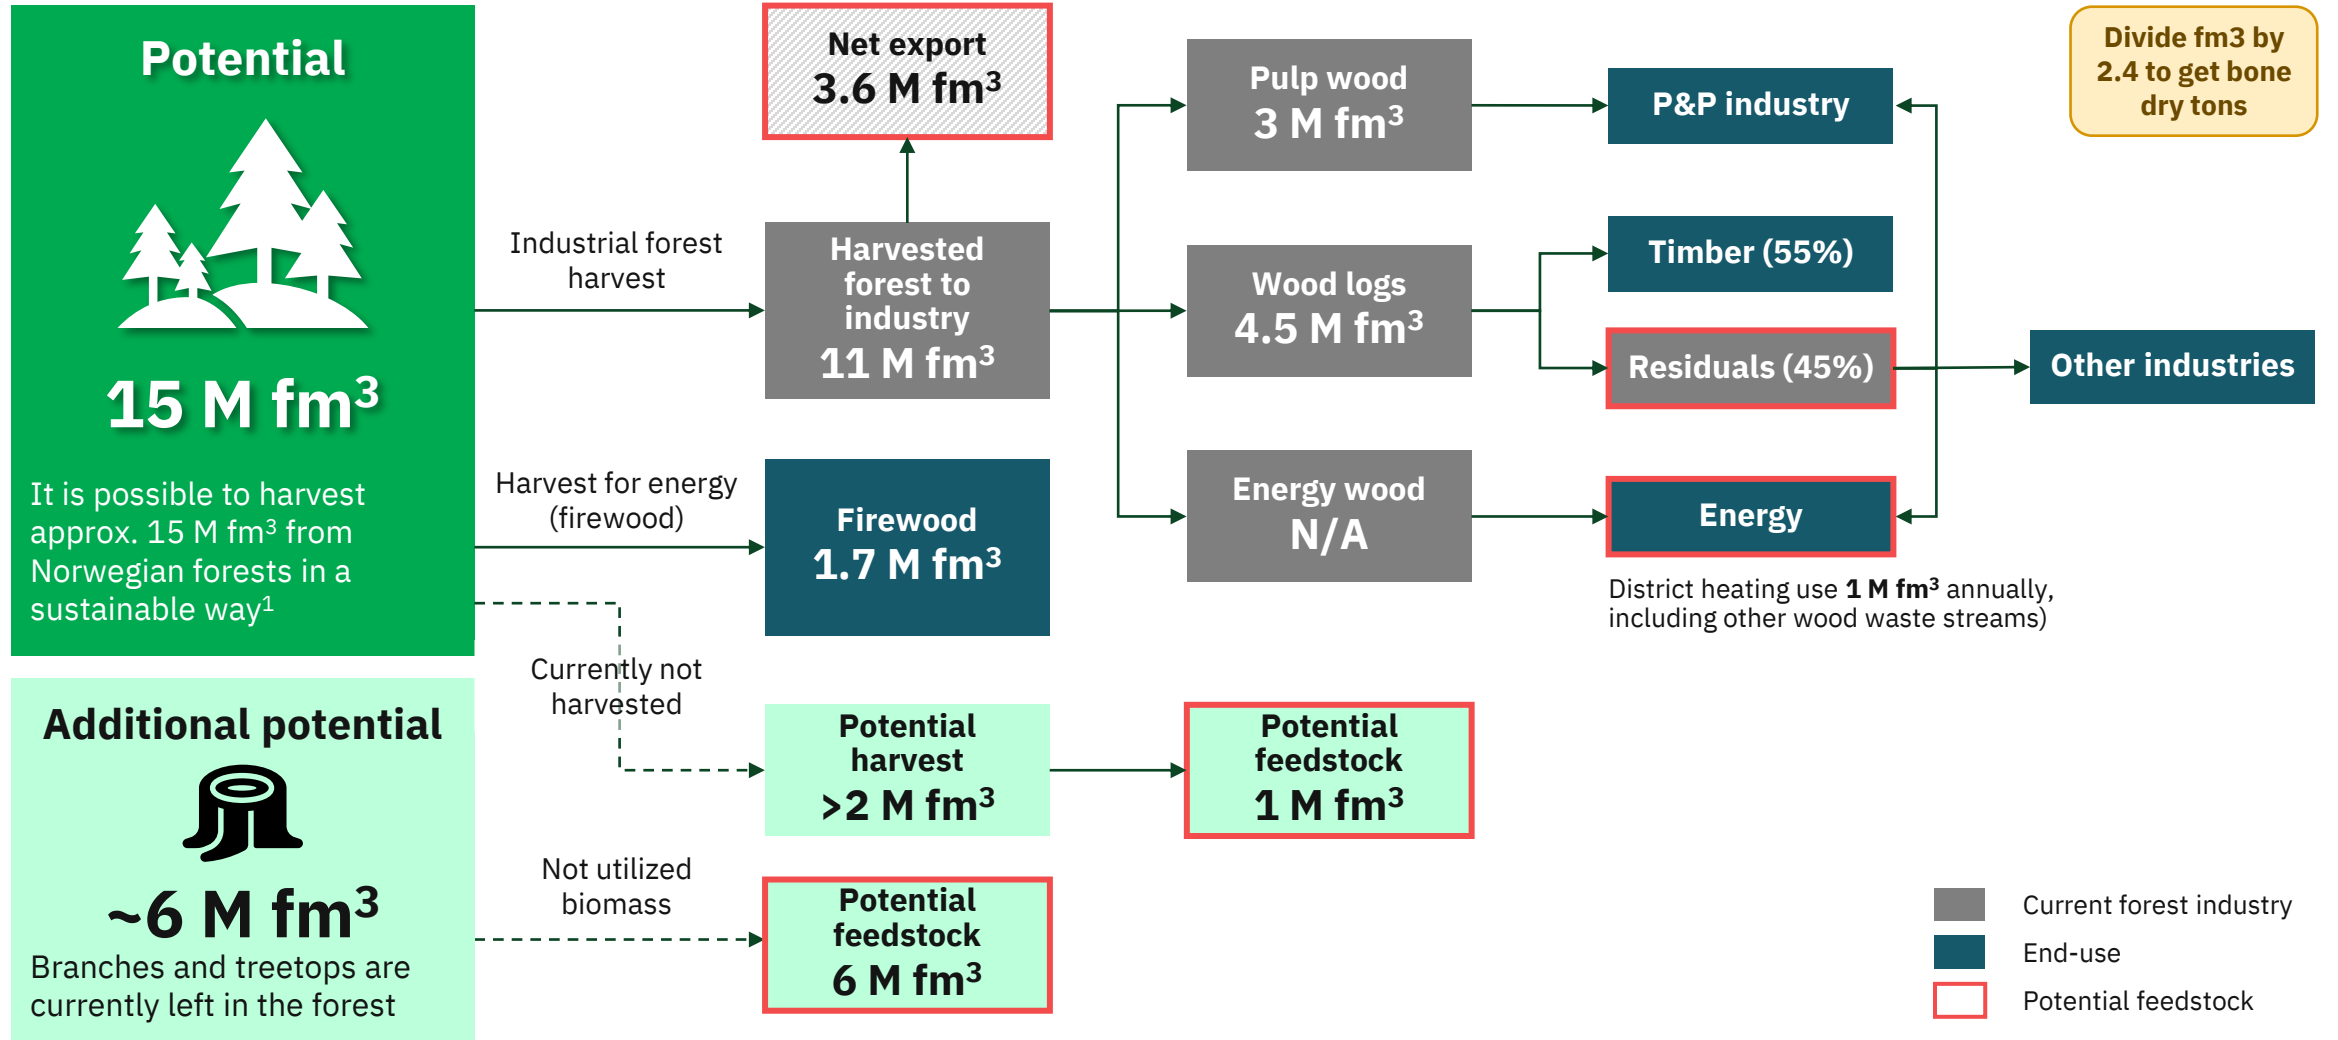 Potential
15 M fm³
It is possible to harvest
approx. 15 M fm³ from
Norwegian forests in a
sustainable way¹
Additional potential
~6 M fm³
Branches and treetops are
currently left in the forest
Industrial forest
harvest
Harvest for energy
(firewood)
Currently not
harvested
Not utilized
biomass
Net export
3.6 M fm³
Harvested
forest to
industry
11 M fm³
Firewood
1.7 M fm³
Potential
harvest
>2 M fm³
Potential
feedstock
6 M fm³
Pulp wood
3 M fm³
Wood logs
4.5 M fm³
Energy wood
N/A
Potential
feedstock
1 M fm³
P&P industry
Timber (55%)
Residuals (45%)
Energy
District heating use 1 M fm³ annually,
including other wood waste streams)
Other industries
Divide fm3 by
2.4 to get bone
dry tons
Current forest industry
End-use
Potential feedstock